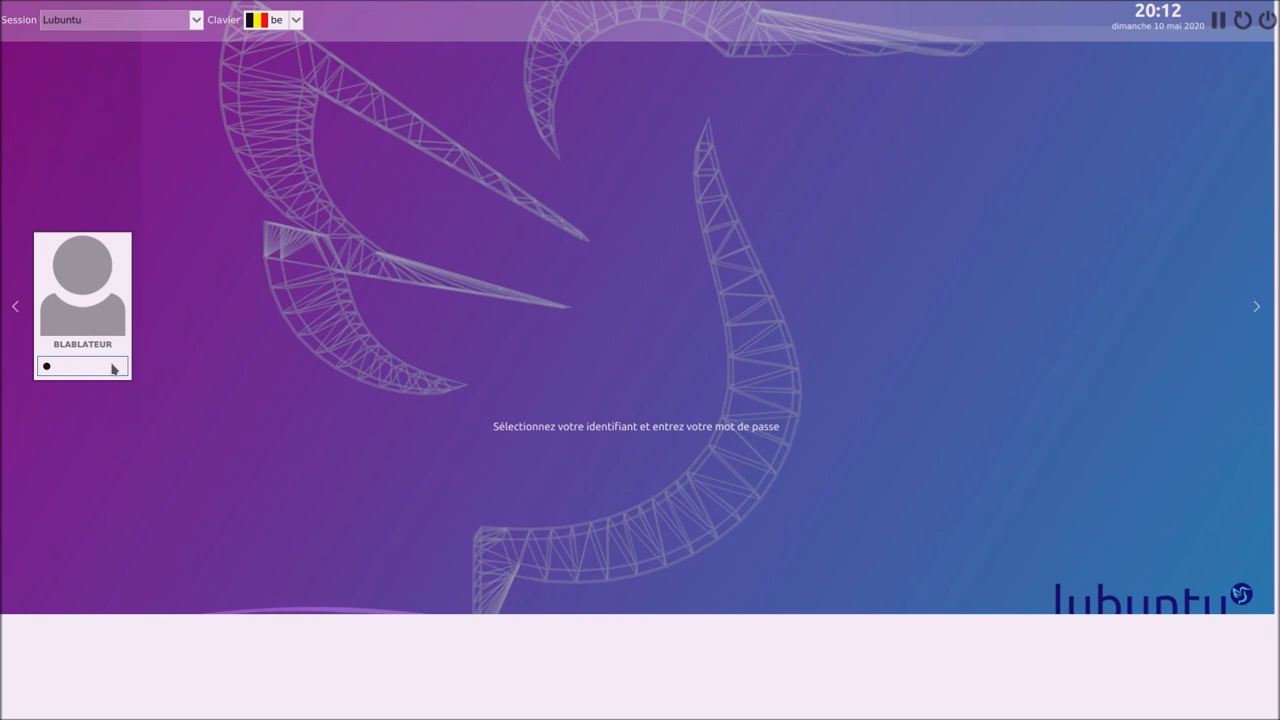 Session Lubuntu Clavier be
20:12
dimanche 10 mai 2020
BLABLATEUR
Sélectionnez votre identifiant et entrez votre mot de passe
lubuntu